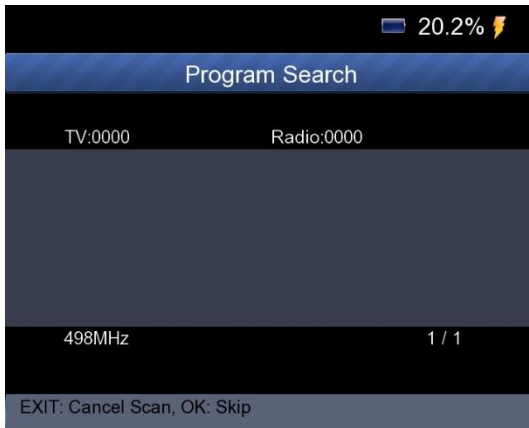 20.2%
Program Search
TV:0000 Radio:0000
498MHz 1 / 1
EXIT: Cancel Scan, OK: Skip